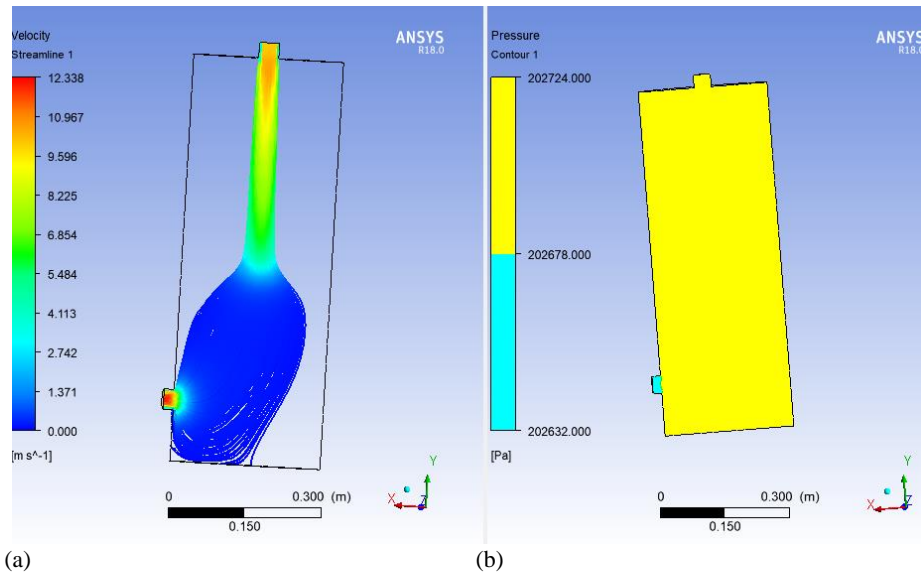 Velocity
Streamline 1
12.338
10.967
9.596
8.225
6.854
5.484
4.113
2.742
1.371
0.000
[m s^-1]
ANSYS
R18.0
0 0.300 (m)
0.150
Y
X
Z
(a)
Pressure
Contour 1
202724.000
202678.000
202632.000
[Pa]
ANSYS
R18.0
0 0.300 (m)
0.150
Y
X
Z
(b)